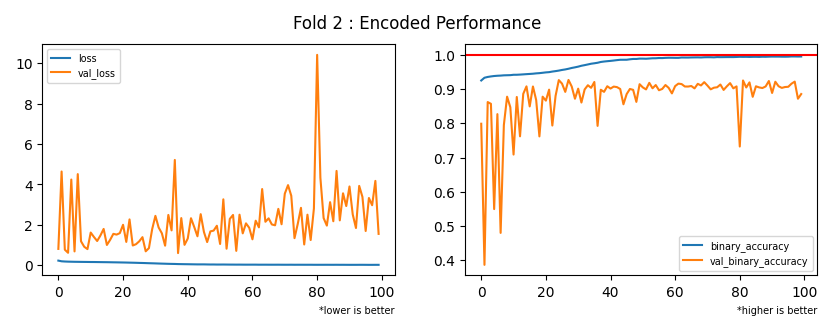 Fold 2 : Encoded Performance
loss
val_loss
10
8
6
4
2
0
0 20 40 60 80 100
*lower is better
1.0
0.9
0.8
0.7
0.6
0.5
0.4
binary_accuracy
val_binary_accuracy
0 20 40 60 80 100
*higher is better